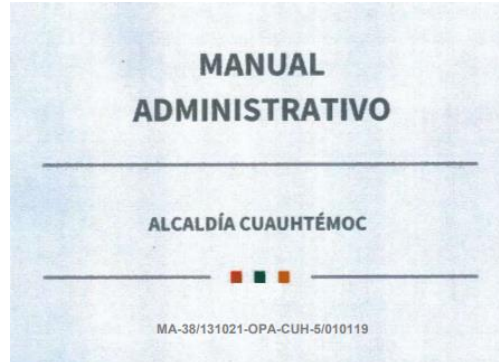 MANUAL
ADMINISTRATIVO
ALCALDÍA CUAUHTÉMOC
MA-38/131021-OPA-CUH-5/010119